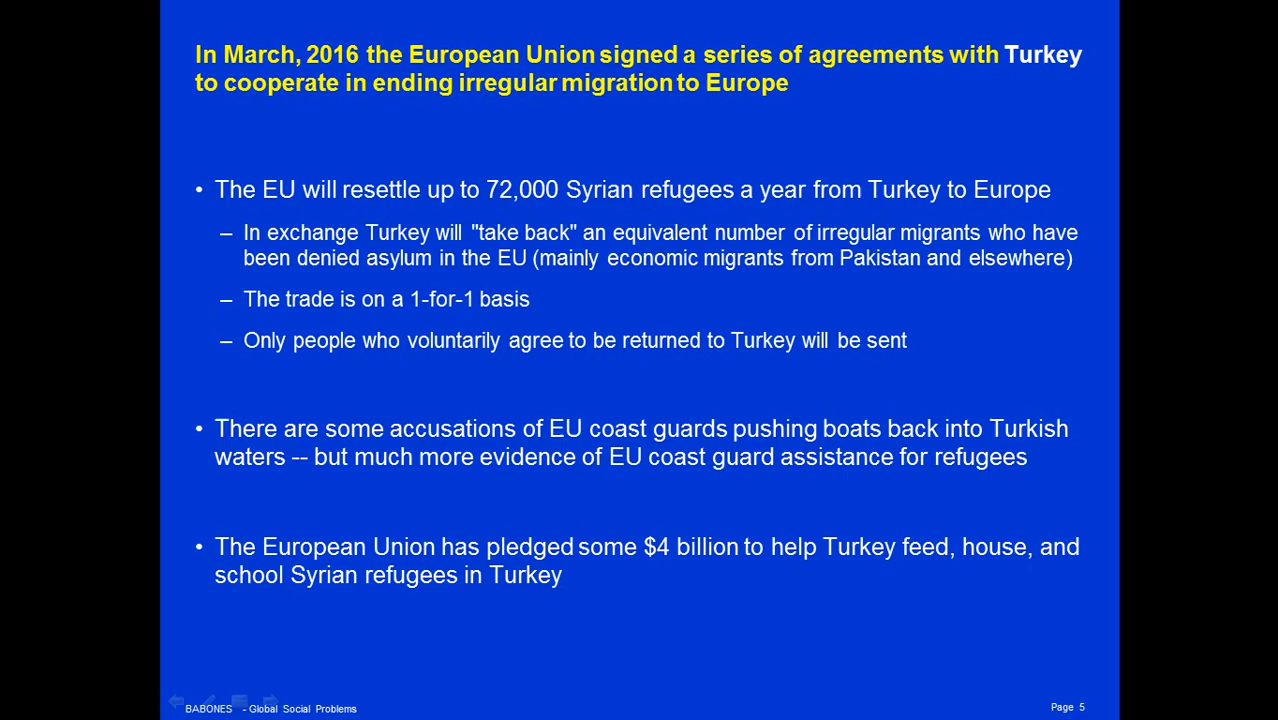 In March, 2016 the European Union signed a series of agreements with Turkey
to cooperate in ending irregular migration to Europe
• The EU will resettle up to 72,000 Syrian refugees a year from Turkey to Europe
– In exchange Turkey will "take back" an equivalent number of irregular migrants who have
been denied asylum in the EU (mainly economic migrants from Pakistan and elsewhere)
– The trade is on a 1-for-1 basis
– Only people who voluntarily agree to be returned to Turkey will be sent
• There are some accusations of EU coast guards pushing boats back into Turkish
waters -- but much more evidence of EU coast guard assistance for refugees
• The European Union has pledged some $4 billion to help Turkey feed, house, and
school Syrian refugees in Turkey
BABONES - Global Social Problems
Page 5